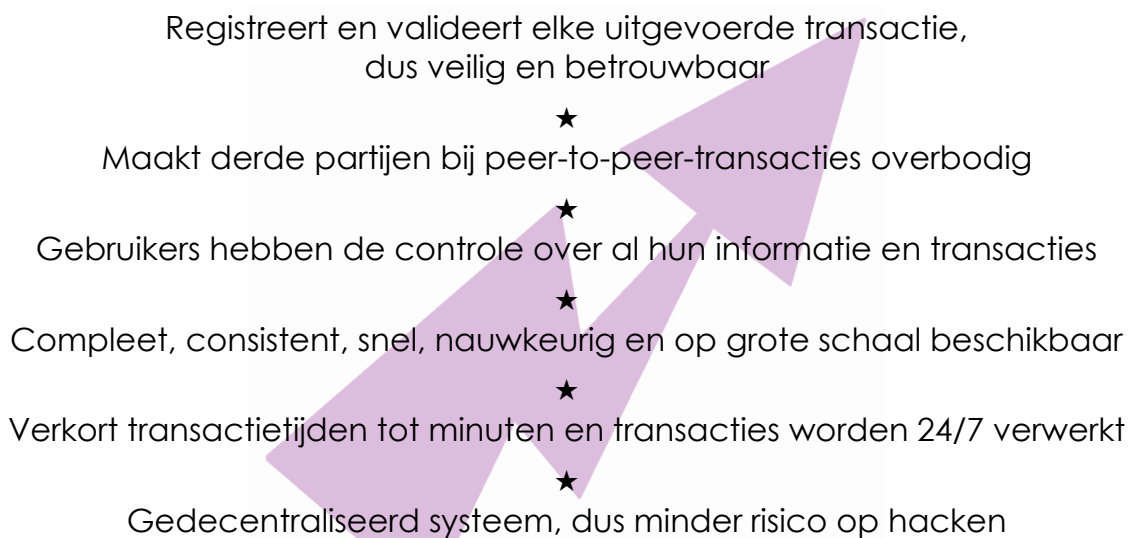 Registreert en valideert elke uitgevoerde transactie,
dus veilig en betrouwbaar
★
Maakt derde partijen bij peer-to-peer-transacties overbodig
★
Gebruikers hebben de controle over al hun informatie en transacties
★
Compleet, consistent, snel, nauwkeurig en op grote schaal beschikbaar
★
Verkort transactietijden tot minuten en transacties worden 24/7 verwerkt
★
Gedecentraliseerd systeem, dus minder risico op hacken